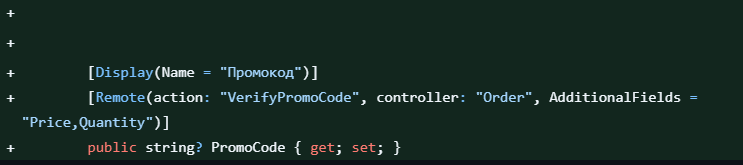 +
+
+ [Display(Name = "Промокод")]
+ [Remote(action: "VerifyPromoCode", controller: "Order", AdditionalFields =
"Price,Quantity")]
+ public string? PromoCode { get; set; }